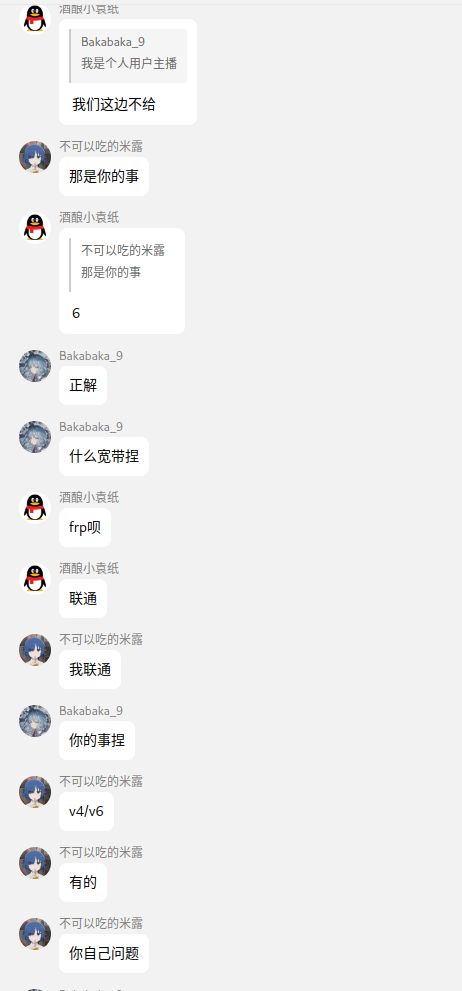 酒酿小袁纸
Bakabaka_9
我是个人用户主播
我们这边不给
不可以吃的米露
那是你的事
酒酿小袁纸
不可以吃的米露
那是你的事
6
Bakabaka_9
正解
Bakabaka_9
什么宽带捏
酒酿小袁纸
frp呗
酒酿小袁纸
联通
不可以吃的米露
我联通
Bakabaka_9
你的事捏
不可以吃的米露
v4/v6
不可以吃的米露
有的
不可以吃的米露
你自己问题